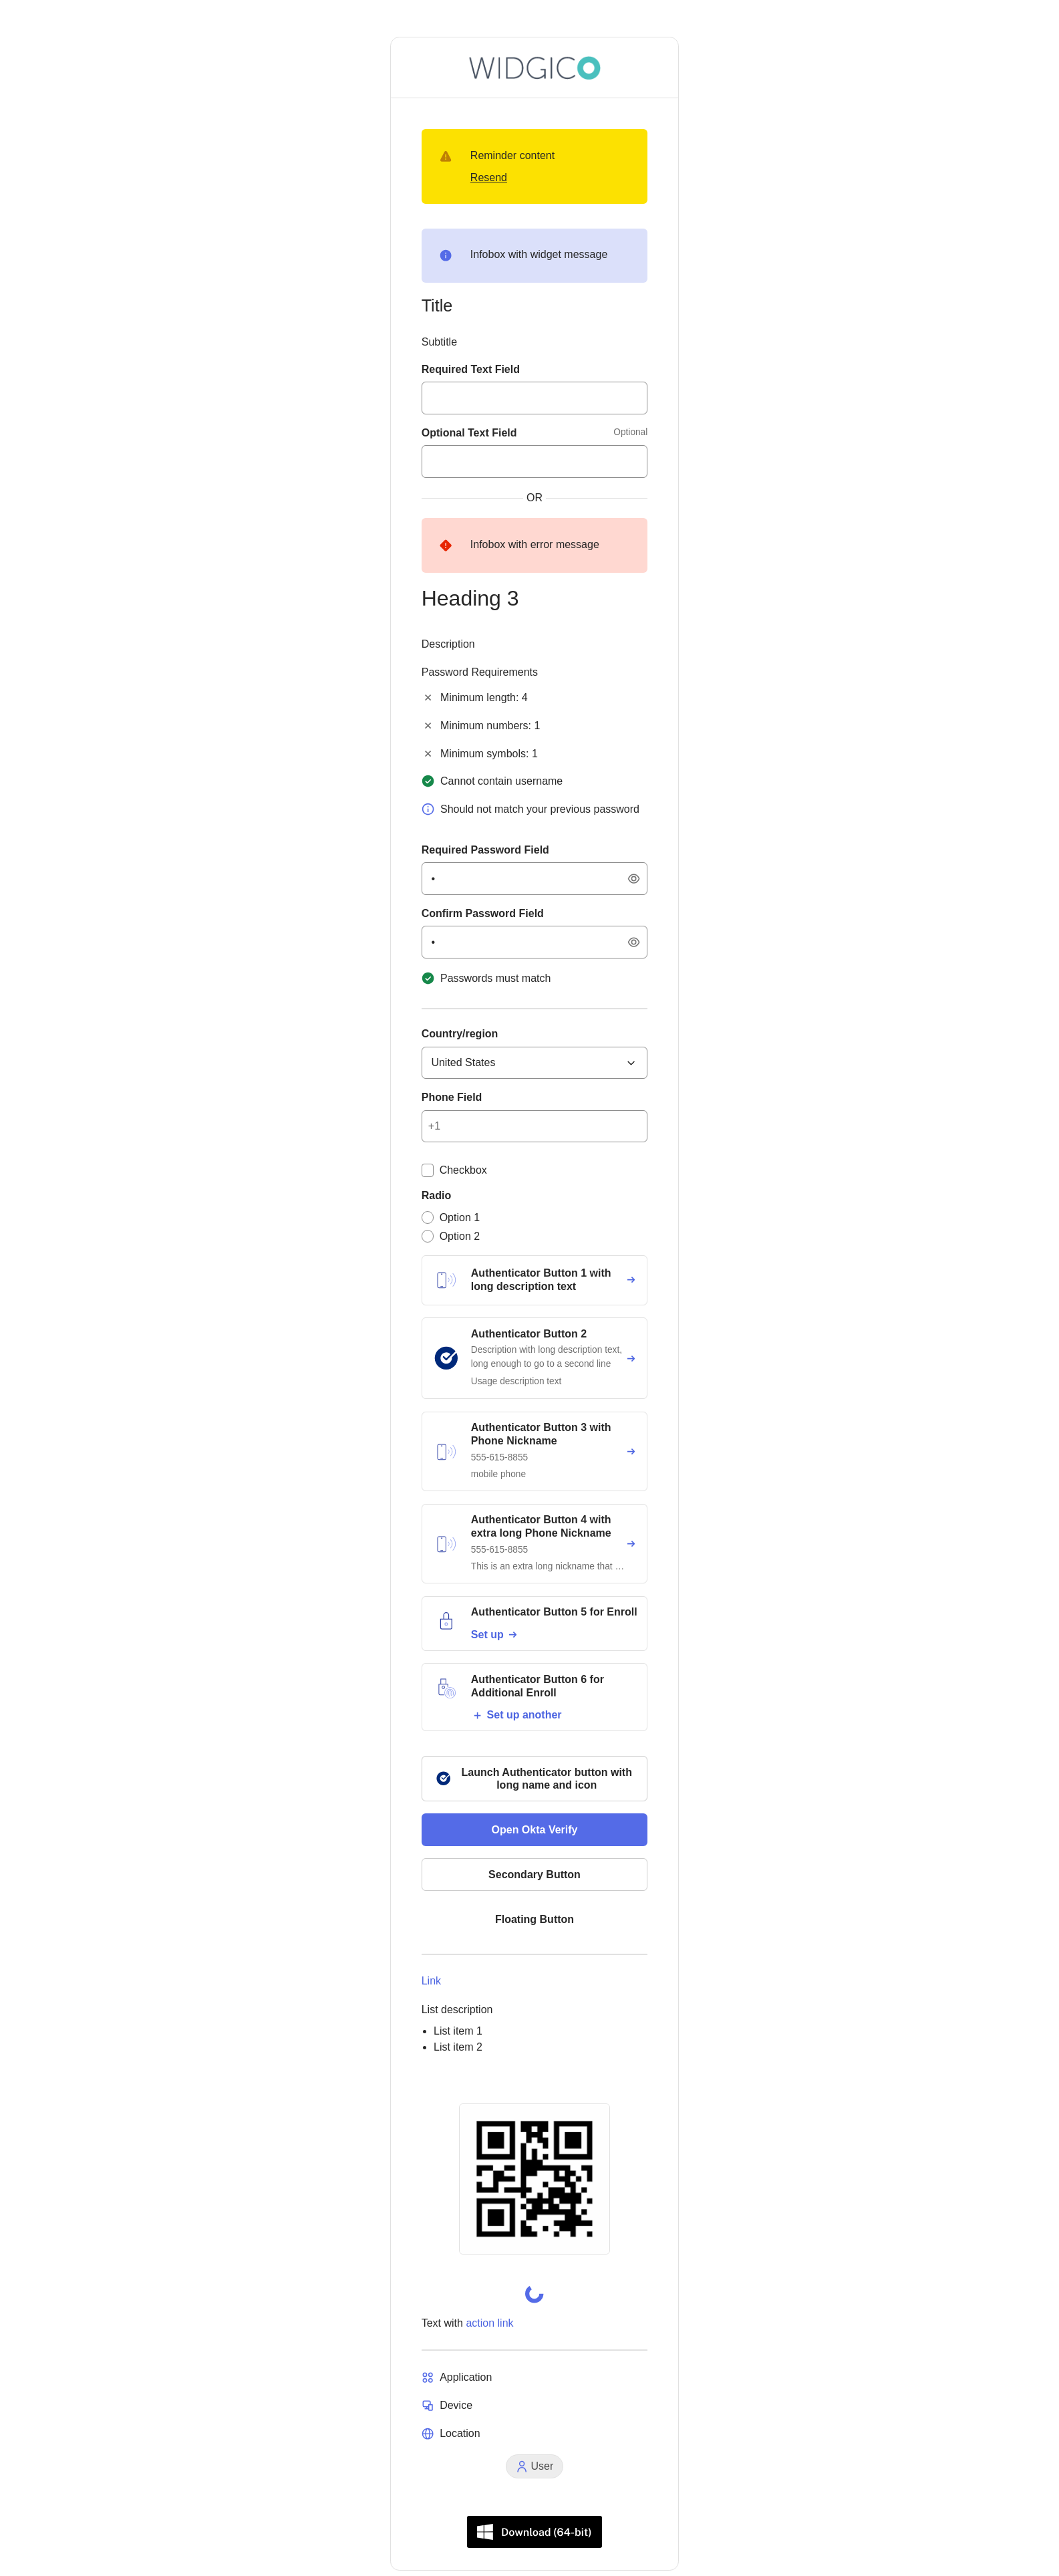 WIDGICO
Reminder content
Resend
Infobox with widget message
Title
Subtitle
Required Text Field
Optional Text Field Optional
OR
Infobox with error message
Heading 3
Description
Password Requirements
Minimum length: 4
Minimum numbers: 1
Minimum symbols: 1
Cannot contain username
Should not match your previous password
Required Password Field
•
Confirm Password Field
•
Passwords must match
Country/region
United States
Phone Field
+1
Checkbox
Radio
Option 1
Option 2
Authenticator Button 1 with
long description text
Authenticator Button 2
Description with long description text,
long enough to go to a second line
Usage description text
Authenticator Button 3 with
Phone Nickname
555-615-8855
mobile phone
Authenticator Button 4 with
extra long Phone Nickname
555-615-8855
This is an extra long nickname that …
Authenticator Button 5 for Enroll
Set up
Authenticator Button 6 for
Additional Enroll
Set up another
Launch Authenticator button with
long name and icon
Open Okta Verify
Secondary Button
Floating Button
Link
List description
• List item 1
• List item 2
Text with action link
Application
Device
Location
User
Download (64-bit)